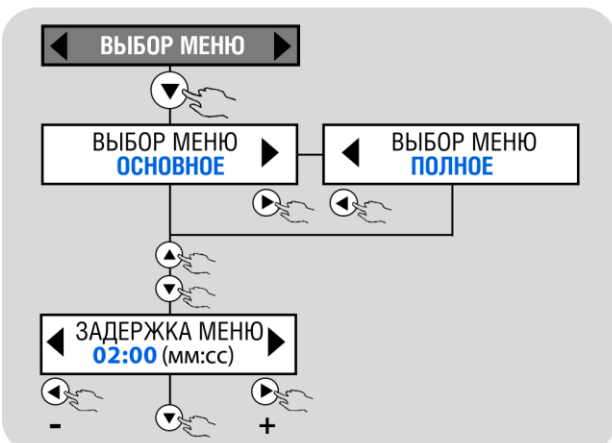 ВЫБОР МЕНЮ
ВЫБОР МЕНЮ
ОСНОВНОЕ
ВЫБОР МЕНЮ
ПОЛНОЕ
ЗАДЕРЖКА МЕНЮ
02:00 (мм:сс)
- +